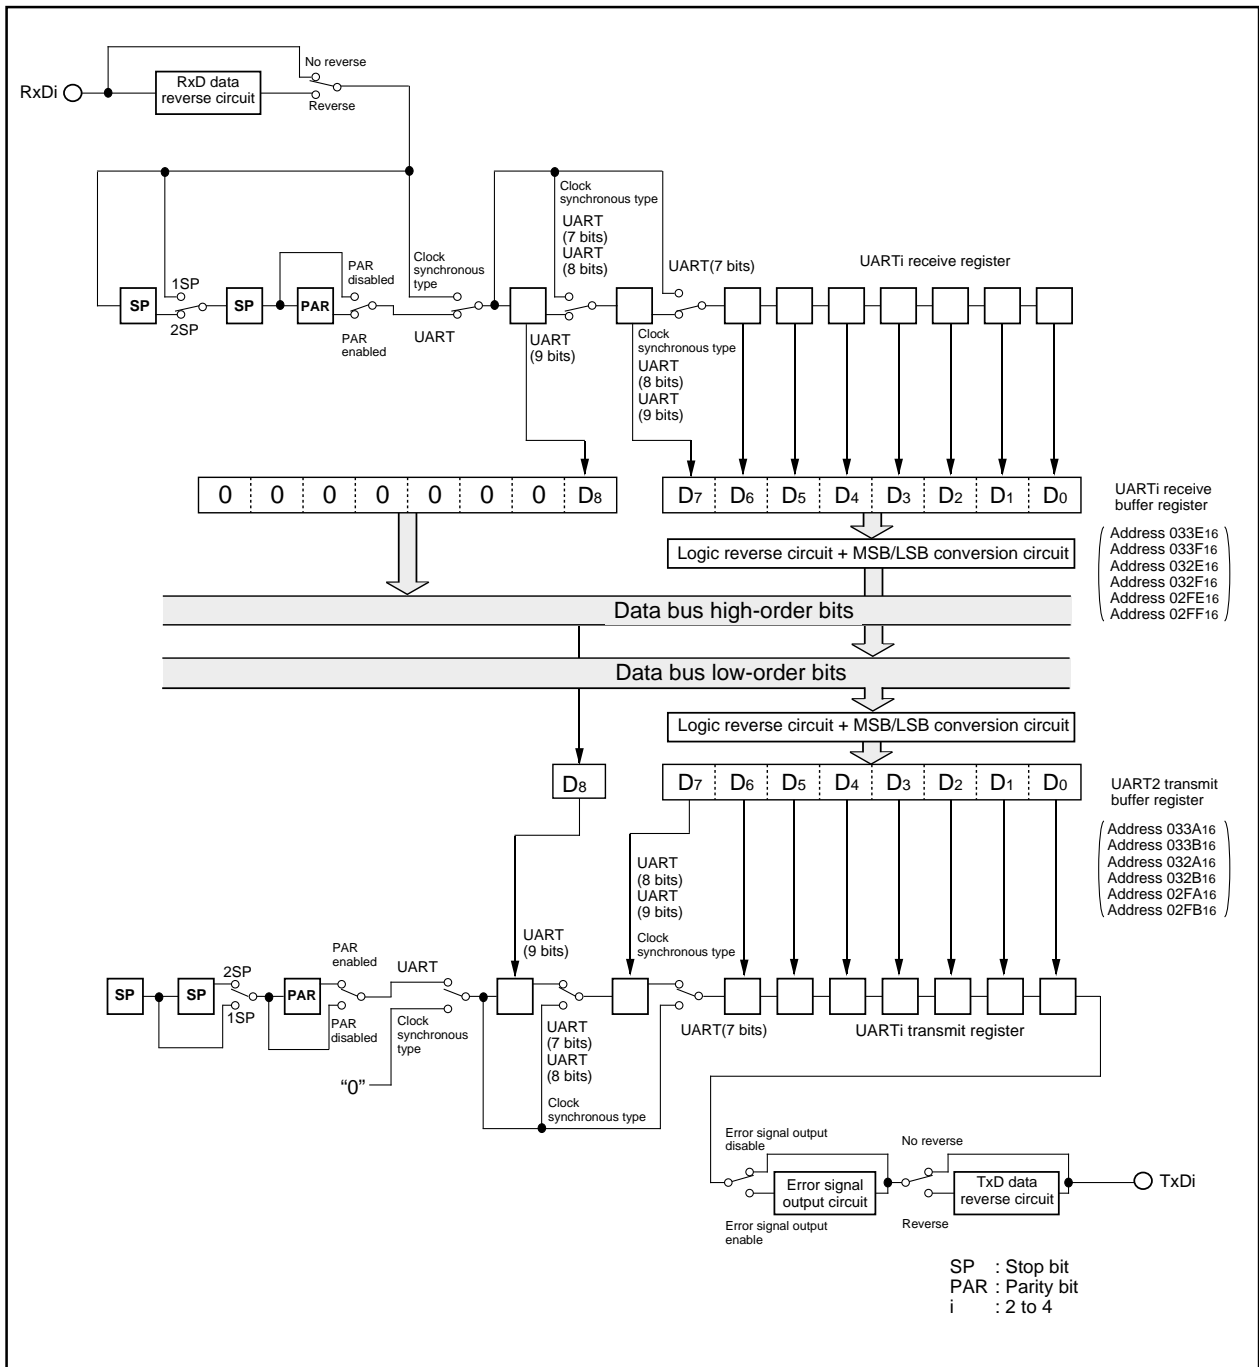 No reverse
RxDi
RxD data
reverse circuit
Reverse
Clock
synchronous type
UART
(7 bits)
UART
(8 bits)
PAR
disabled
Clock
synchronous
type
UART(7 bits)
UARTi receive register
1SP
SP
SP
PAR
2SP
PAR
enabled
UART
UART
(9 bits)
Clock
synchronous type
UART
(8 bits)
UART
(9 bits)
0 0 0 0 0 0 0 D8
D7 D6 D5 D4 D3 D2 D1 D0
UARTi receive
buffer register
Logic reverse circuit + MSB/LSB conversion circuit
Address 033E16
Address 033F16
Address 032E16
Address 032F16
Address 02FE16
Address 02FF16
Data bus high-order bits
Data bus low-order bits
Logic reverse circuit + MSB/LSB conversion circuit
D8
D7 D6 D5 D4 D3 D2 D1 D0
UART2 transmit
buffer register
Address 033A16
Address 033B16
Address 032A16
Address 032B16
Address 02FA16
Address 02FB16
UART
(8 bits)
UART
(9 bits)
Clock
synchronous type
UART
(9 bits)
PAR
enabled
UART
2SP
SP
SP
PAR
1SP
PAR
disabled
Clock
synchronous
type
“0”
UART
(7 bits)
UART
(8 bits)
Clock
synchronous type
UART(7 bits)
UARTi transmit register
Error signal output
disable
No reverse
Error signal
output circuit
TxD data
reverse circuit
TxDi
Error signal output
enable
Reverse
SP : Stop bit
PAR : Parity bit
i : 2 to 4